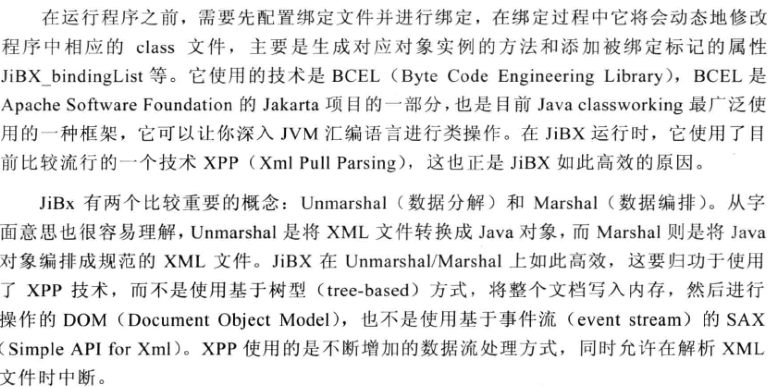 在运行程序之前，需要先配置绑定文件并进行绑定，在绑定过程中它将会动态地修改
程序中相应的 class 文件，主要是生成对应对象实例的方法和添加被绑定标记的属性
JiBX_bindingList 等。它使用的技术是 BCEL（Byte Code Engineering Library），BCEL 是
Apache Software Foundation 的 Jakarta 项目的一部分，也是目前 Java classworking 最广泛使
用的一种框架，它可以让你深入 JVM 汇编语言进行类操作。在 JiBX 运行时，它使用了目
前比较流行的一个技术 XPP（Xml Pull Parsing），这也正是 JiBX 如此高效的原因。
JiBx 有两个比较重要的概念：Unmarshal（数据分解）和 Marshal（数据编排）。从字
面意思也很容易理解，Unmarshal 是将 XML 文件转换成 Java 对象，而 Marshal 则是将 Java
对象编排成规范的 XML 文件。JiBX 在 Unmarshal/Marshal 上如此高效，这要归功于使用
了 XPP 技术，而不是使用基于树型（tree-based）方式，将整个文档写入内存，然后进行
操作的 DOM（Document Object Model），也不是使用基于事件流（event stream）的 SAX
（Simple API for Xml）。XPP 使用的是不断增加的数据流处理方式，同时允许在解析 XML
文件时中断。